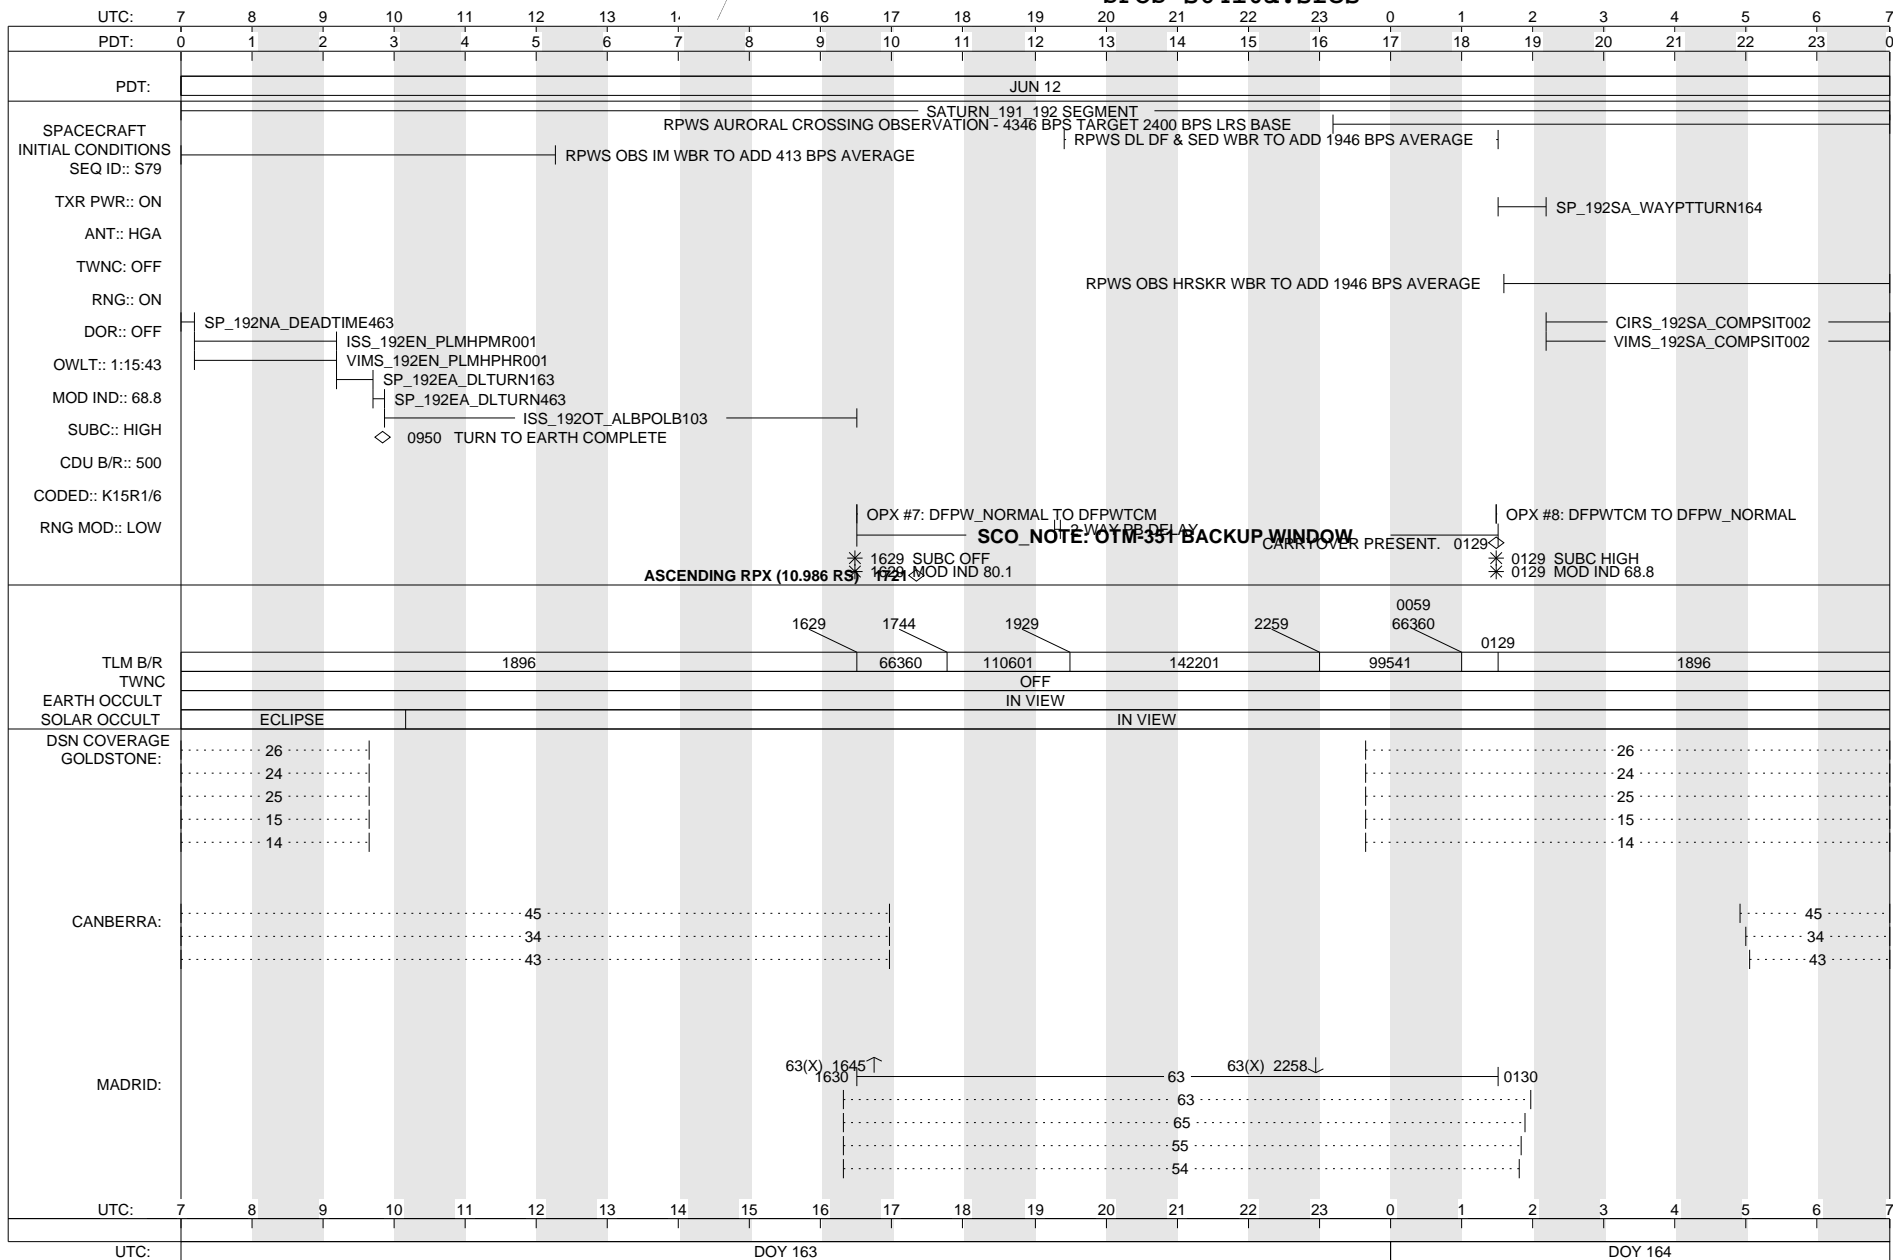 UTC: 7 8 9 10 11 12 13 16 17 18 19 20 21 22 23 0 1 2 3 4 5 6 7
PDT: 0 1 2 3 4 5 6 7 8 9 10 11 12 13 14 15 16 17 18 19 20 21 22 23 0
PDT: JUN 12
SATURN_191_192 SEGMENT
RPWS AURORAL CROSSING OBSERVATION - 4346 BPS TARGET 2400 BPS LRS BASE
RPWS DL DF & SED WBR TO ADD 1946 BPS AVERAGE
RPWS OBS IM WBR TO ADD 413 BPS AVERAGE
SPACECRAFT
INITIAL CONDITIONS
SEQ ID:: S79
TXR PWR:: ON
SP_192SA_WAYPTTURN164
ANT:: HGA
TWNC: OFF
RPWS OBS HRSKR WBR TO ADD 1946 BPS AVERAGE
RNG:: ON
SP_192NA_DEADTIME463
CIRS_192SA_COMPSIT002
DOR:: OFF
ISS_192EN_PLMHPMR001
VIMS_192SA_COMPSIT002
VIMS_192EN_PLMHPHR001
OWLT:: 1:15:43
SP_192EA_DLTURN163
MOD IND:: 68.8
SP_192EA_DLTURN463
ISS_192OT_ALBPOLB103
SUBC:: HIGH
0950 TURN TO EARTH COMPLETE
CDU B/R:: 500
CODED:: K15R1/6
OPX #7: DFPW_NORMAL TO DFPWTCM
OPX #8: DFPWTCM TO DFPW_NORMAL
RNG MOD:: LOW
2-WAY RB DELAY
SCO_NOTE: OTM-351 BACKUP WINDOW
CARRYOVER PRESENT. 0129
1629 SUBC OFF
0129 SUBC HIGH
ASCENDING RPX (10.986 RS) 1721
1629 MOD IND 80.1
0129 MOD IND 68.8
0059
1629 1744 1929 2259 66360
0129
TLM B/R 1896 66360 110601 142201 99541 1896
TWNC OFF
EARTH OCCULT IN VIEW
SOLAR OCCULT ECLIPSE IN VIEW
DSN COVERAGE
GOLDSTONE:
26 26
24 24
25 25
15 15
14 14
CANBERRA:
45 45
34 34
43 43
MADRID:
63(X) 1645 63(X) 2258
1630 63 0130
63
65
55
54
UTC: 7 8 9 10 11 12 13 14 15 16 17 18 19 20 21 22 23 0 1 2 3 4 5 6 7
UTC: DOY 163 DOY 164